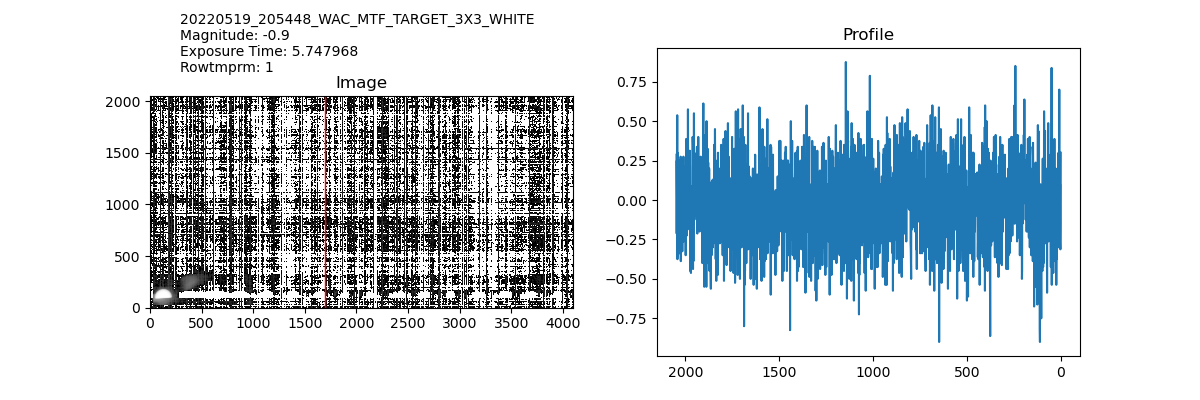 20220519_205448_WAC_MTF_TARGET_3X3_WHITE
Magnitude: -0.9
Exposure Time: 5.747968
Rowtmprm: 1
Image
2000
1500
1000
500
0
0 500 1000 1500 2000 2500 3000 3500 4000
Profile
0.75
0.50
0.25
0.00
−0.25
−0.50
−0.75
2000 1500 1000 500 0